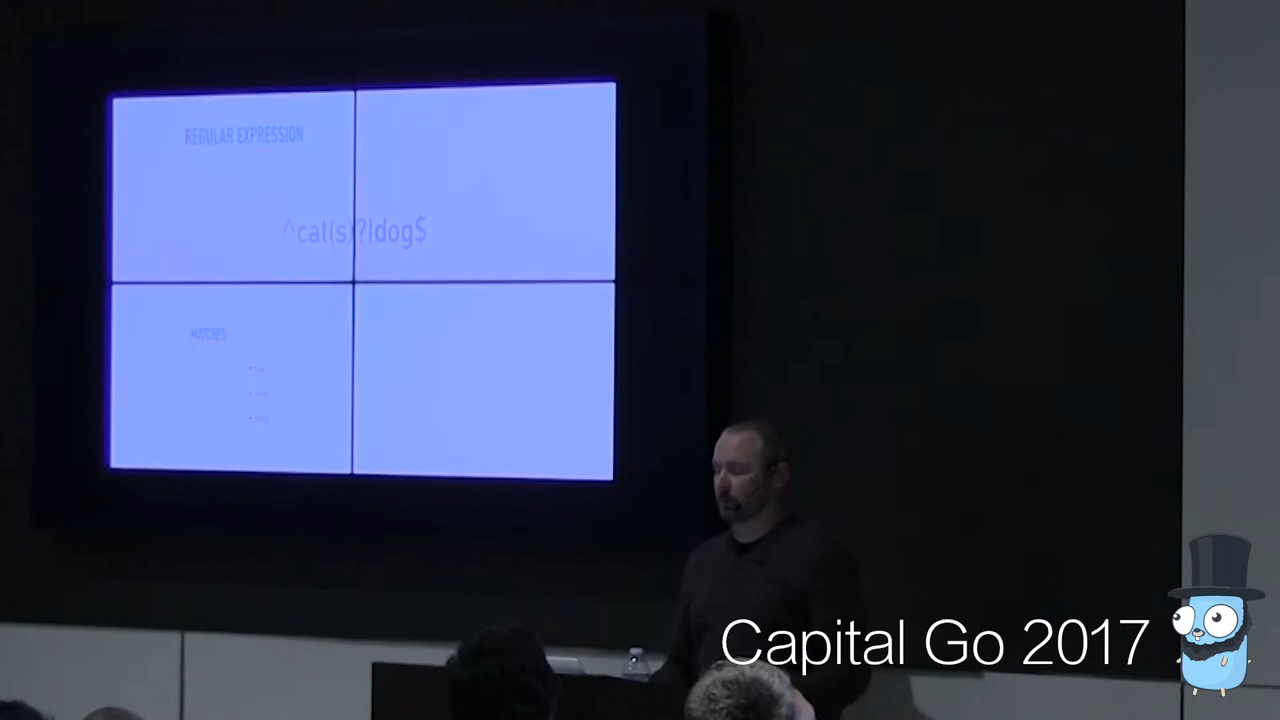 REGULAR EXPRESSION
^cat(s)?|dog$
MATCHES
Capital Go 2017